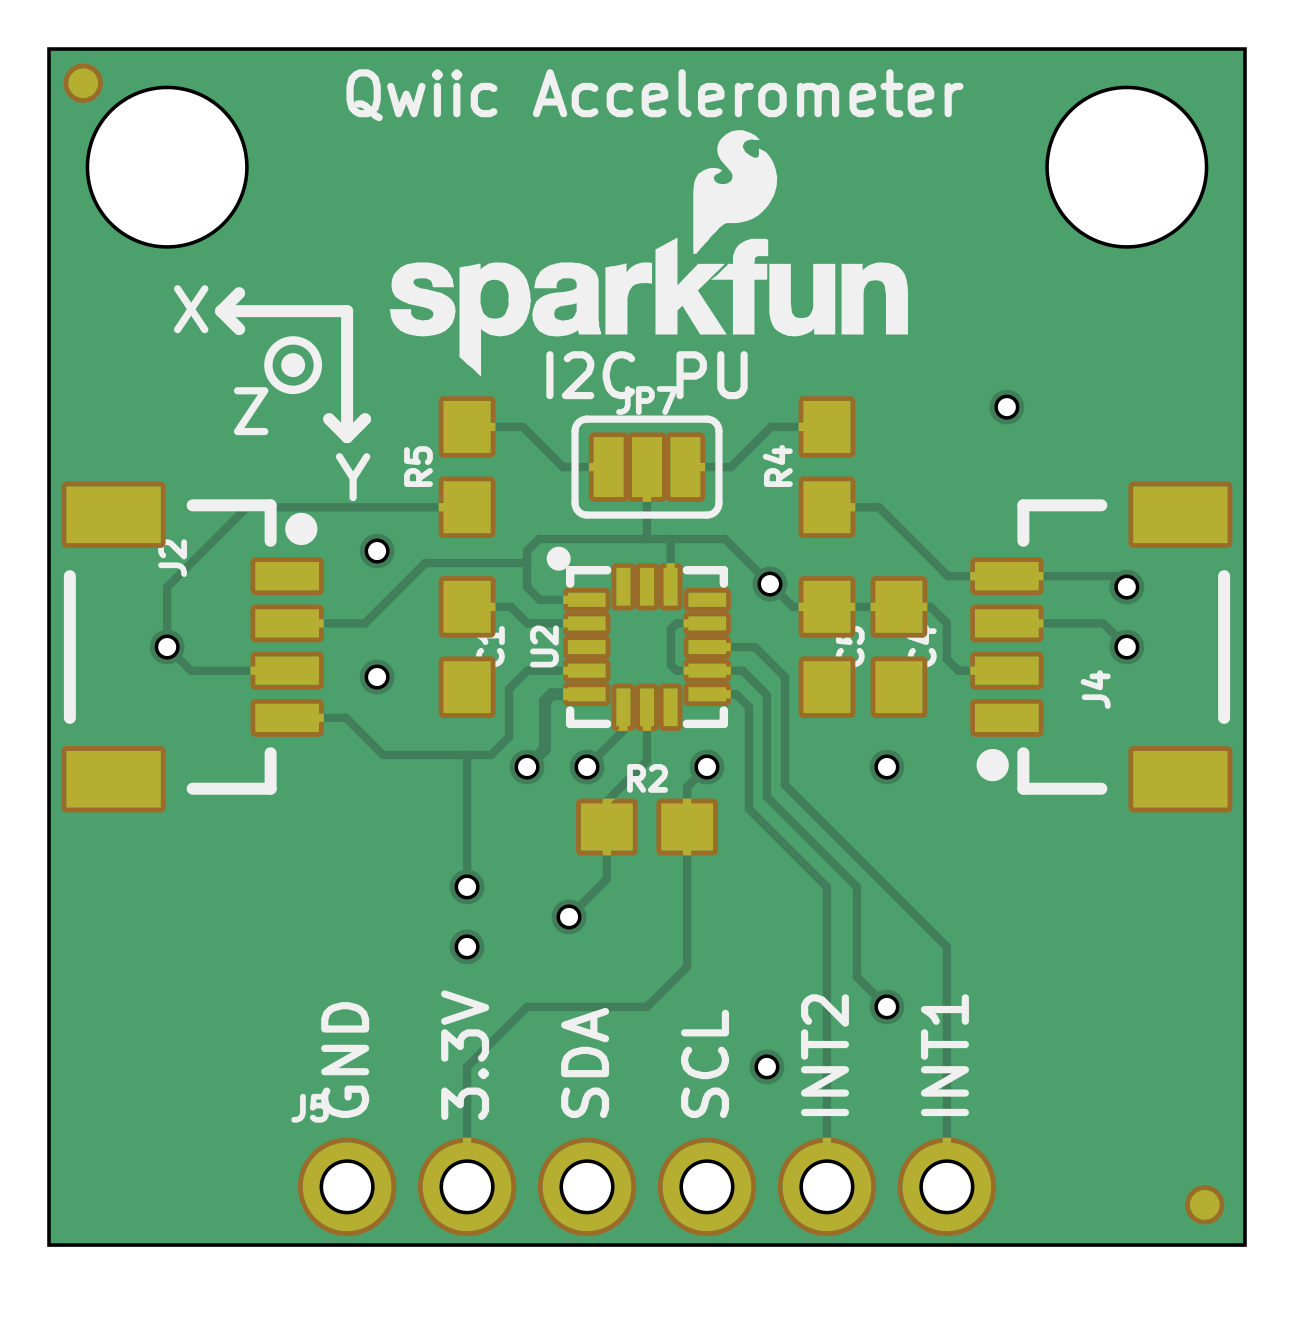 Qwiic Accelerometer
sparkfun
X
Z
Y
I2C PU
JP7
R5
R4
J2
C1
U2
J4
R2
GND
3.3V
SDA
SCL
INT2
INT1
J5